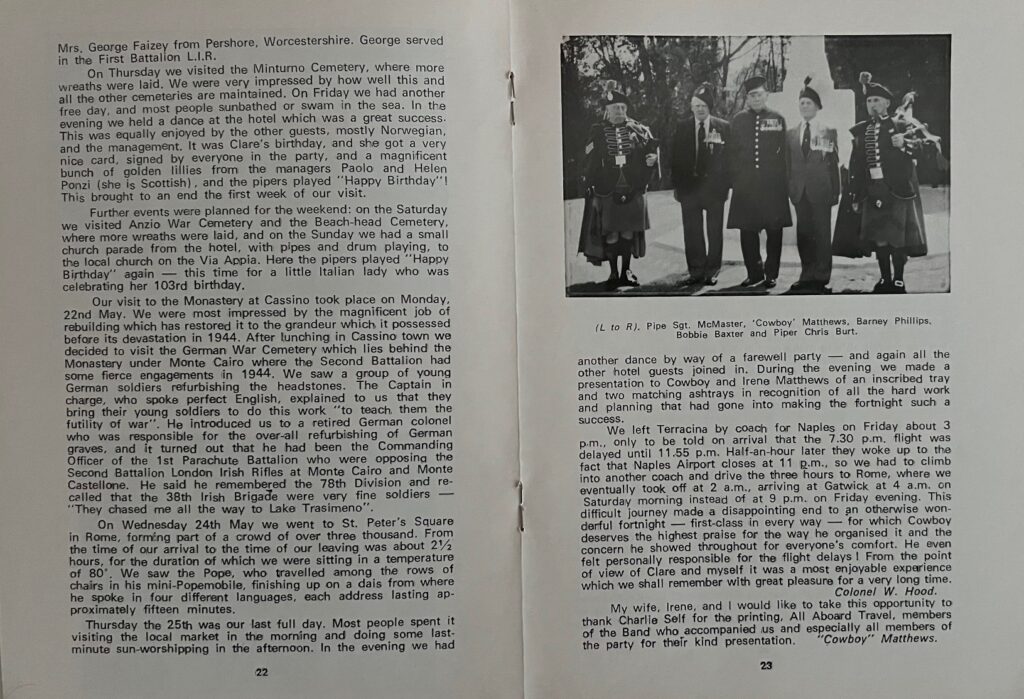 Mrs. George Faizey from Pershore, Worcestershire. George served
in the First Battalion L.I.R.
On Thursday we visited the Minturno Cemetery, where more
wreaths were laid. We were very impressed by how well this and
all the other cemeteries are maintained. On Friday we had another
free day, and most people sunbathed or swam in the sea. In the
evening we held a dance at the hotel which was a great success.
This was equally enjoyed by the other guests, mostly Norwegian,
and the management. It was Clare's birthday, and she got a very
nice card, signed by everyone in the party, and a magnificent
bunch of golden lillies from the managers Paolo and Helen
Ponzi (she is Scottish), and the pipers played "Happy Birthday"!
This brought to an end the first week of our visit.
Further events were planned for the weekend: on the Saturday
we visited Anzio War Cemetery and the Beach-head Cemetery,
where more wreaths were laid, and on the Sunday we had a small
church parade from the hotel, with pipes and drum playing, to
the local church on the Via Appia. Here the pipers played "Happy
Birthday" again — this time for a little Italian lady who was
celebrating her 103rd birthday.
Our visit to the Monastery at Cassino took place on Monday,
22nd May. We were most impressed by the magnificent job of
rebuilding which has restored it to the grandeur which it possessed
before its devastation in 1944. After lunching in Cassino town we
decided to visit the German War Cemetery which lies behind the
Monastery under Monte Cairo where the Second Battalion had
some fierce engagements in 1944. We saw a group of young
German soldiers refurbishing the headstones. The Captain in
charge, who spoke perfect English, explained to us that they
bring their young soldiers to do this work "to teach them the
futility of war". He introduced us to a retired German colonel
who was responsible for the over-all refurbishing of German
graves, and it turned out that he had been the Commanding
Officer of the 1st Parachute Battalion who were opposing the
Second Battalion London Irish Rifles at Monte Cairo and Monte
Castellone. He said he remembered the 78th Division and re-
called that the 38th Irish Brigade were very fine soldiers —
"They chased me all the way to Lake Trasimeno".
On Wednesday 24th May we went to St. Peter's Square
in Rome, forming part of a crowd of over three thousand. From
the time of our arrival to the time of our leaving was about 2½
hours, for the duration of which we were sitting in a temperature
of 80°. We saw the Pope, who travelled among the rows of
chairs in his mini-Popemobile, finishing up on a dais from where
he spoke in four different languages, each address lasting ap-
proximately fifteen minutes.
Thursday the 25th was our last full day. Most people spent it
visiting the local market in the morning and doing some last-
minute sun-worshipping in the afternoon. In the evening we had
22
(L to R). Pipe Sgt. McMaster, 'Cowboy' Matthews, Barney Phillips,
Bobbie Baxter and Piper Chris Burt.
another dance by way of a farewell party — and again all the
other hotel guests joined in. During the evening we made a
presentation to Cowboy and Irene Matthews of an inscribed tray
and two matching ashtrays in recognition of all the hard work
and planning that had gone into making the fortnight such a
success.
We left Terracina by coach for Naples on Friday about 3
p.m., only to be told on arrival that the 7.30 p.m. flight was
delayed until 11.55 p.m. Half-an-hour later they woke up to the
fact that Naples Airport closes at 11 p.m., so we had to climb
into another coach and drive the three hours to Rome, where we
eventually took off at 2 a.m., arriving at Gatwick at 4 a.m. on
Saturday morning instead of at 9 p.m. on Friday evening. This
difficult journey made a disappointing end to an otherwise won-
derful fortnight — first-class in every way — for which Cowboy
deserves the highest praise for the way he organised it and the
concern he showed throughout for everyone's comfort. He even
felt personally responsible for the flight delays! From the point
of view of Clare and myself it was a most enjoyable experience
which we shall remember with great pleasure for a very long time.
Colonel W. Hood.
My wife, Irene, and I would like to take this opportunity to
thank Charlie Self for the printing, All Aboard Travel, members
of the Band who accompanied us and especially all members of
the party for their kind presentation. "Cowboy" Matthews.
23